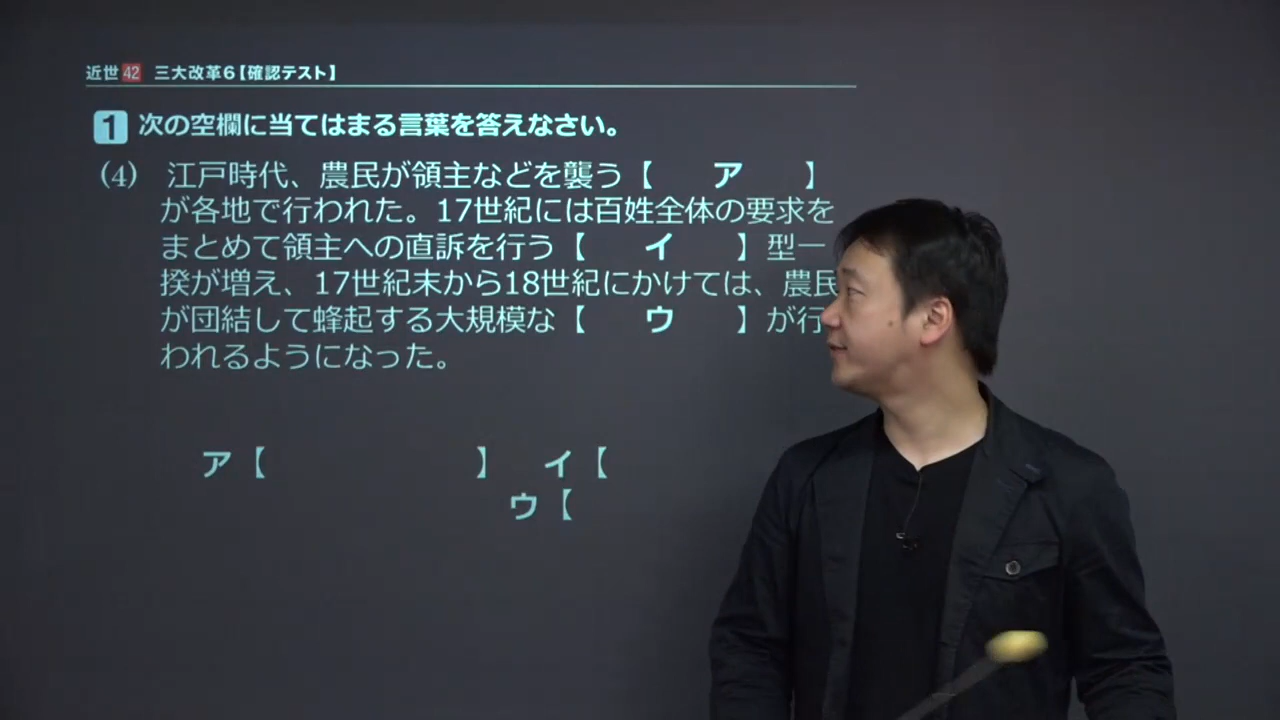 近世42 三大改革6【確認テスト】
1 次の空欄に当てはまる言葉を答えなさい。
(4) 江戸時代、農民が領主などを襲う【 ア 】
が各地で行われた。17世紀には百姓全体の要求を
まとめて領主への直訴を行う【 イ 】型一
揆が増え、17世紀末から18世紀にかけては、農民
が団結して蜂起する大規模な【 ウ 】が行
われるようになった。
ア【 】 イ【
ウ【